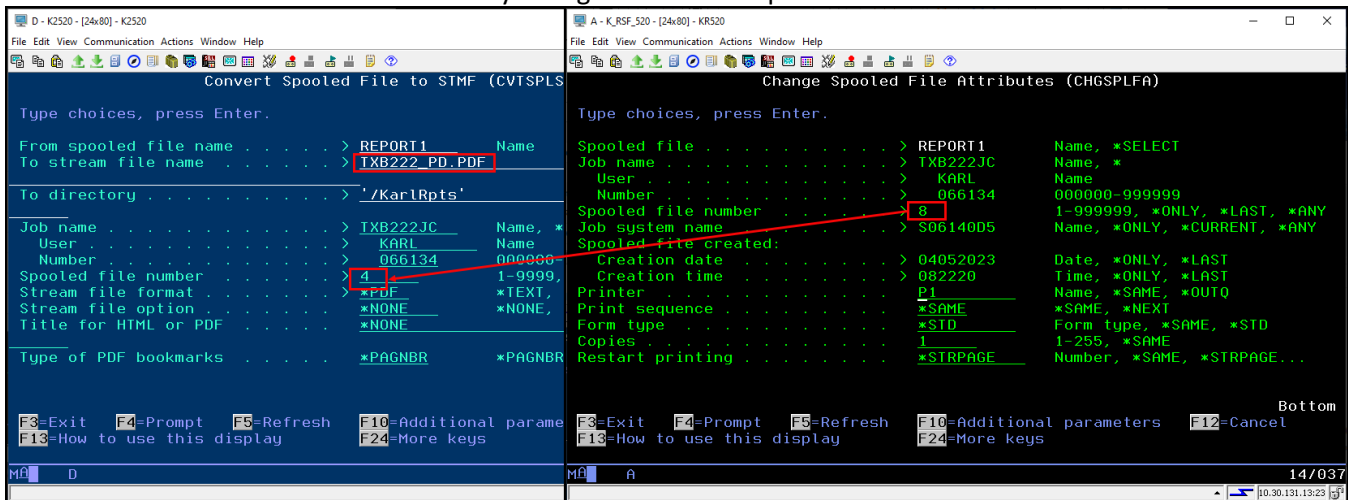 D - K2520 - [24x80] - K2520
File Edit View Communication Actions Window Help
Convert Spooled File to STMF (CVTSPLS
Type choices, press Enter.
From spooled file name . . . . . > REPORT1 Name
To stream file name . . . . . . > TXB222_PD.PDF
To directory . . . . . . . . . . > '/KarlRpts'
Job name . . . . . . . . . . . . > TXB222JC Name, *
User . . . . . . . . . . . . . > KARL Name
Number . . . . . . . . . . . . > 066134 000000-
Spooled file number > 4 1-9999,
Stream file format . . . . . . . > *PDF *TEXT,
Stream file option . . . . . . . *NONE *NONE,
Title for HTML or PDF . . . . . *NONE
Type of PDF bookmarks . . . . . *PAGNBR *PAGNBR
F3=Exit F4=Prompt F5=Refresh F10=Additional parame
F13=How to use this display F24=More keys
MA D
A - K_RSF_520 - [24x80] - KR520
File Edit View Communication Actions Window Help
Change Spooled File Attributes (CHGSPLFA)
Type choices, press Enter.
Spooled file . . . . . . . . . . > REPORT1 Name, *SELECT
Job name . . . . . . . . . . . . > TXB222JC Name, *
User . . . . . . . . . . . . . > KARL Name
Number . . . . . . . . . . . . > 066134 000000-999999
Spooled file number . . . . . . > 8 1-999999, *ONLY, *LAST, *ANY
Job system name . . . . . . . . > S06140D5 Name, *ONLY, *CURRENT, *ANY
Spooled file created:
Creation date . . . . . . . . > 04052023 Date, *ONLY, *LAST
Creation time . . . . . . . . > 082220 Time, *ONLY, *LAST
Printer . . . . . . . . . . . . P1 Name, *SAME, *OUTQ
Print sequence . . . . . . . . . *SAME *SAME, *NEXT
Form type . . . . . . . . . . . *STD Form type, *SAME, *STD
Copies . . . . . . . . . . . . . 1 1-255, *SAME
Restart printing . . . . . . . . *STRPAGE Number, *SAME, *STRPAGE...
Bottom
F3=Exit F4=Prompt F5=Refresh F10=Additional parameters F12=Cancel
F13=How to use this display F24=More keys
MA A 14/037
10.30.131.13:23